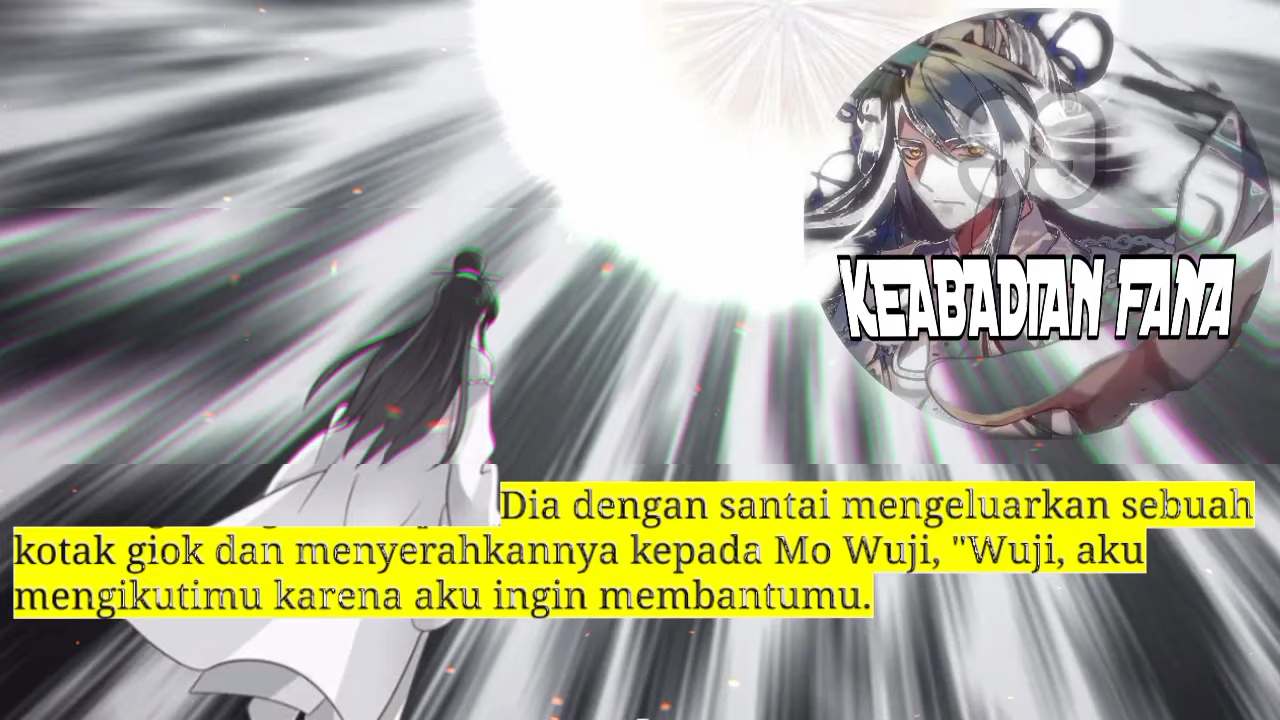 KEABADIAN FANA
Dia dengan santai mengeluarkan sebuah
kotak giok dan menyerahkannya kepada Mo Wuji, "Wuji, aku
mengikutimu karena aku ingin membantumu.